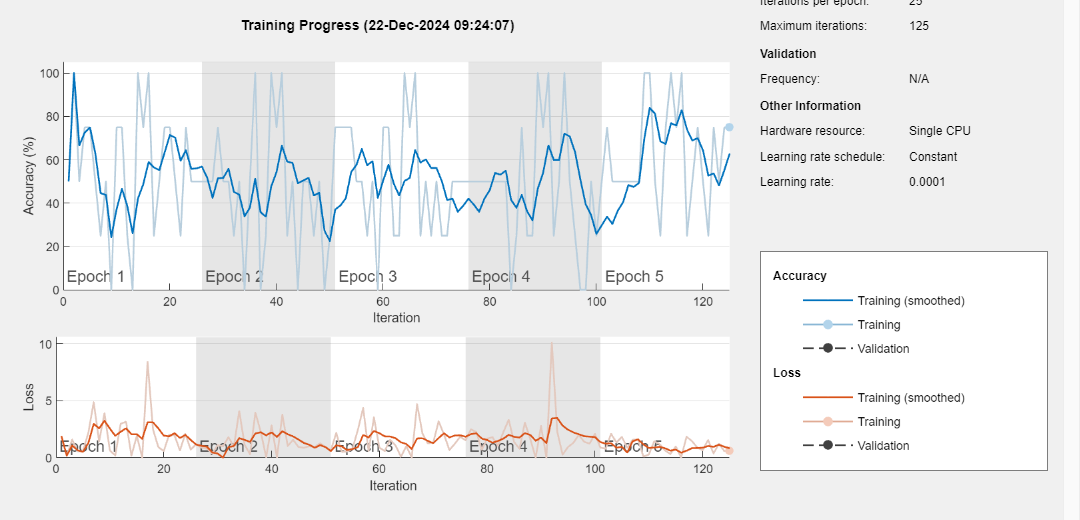 Iterations per epoch: 25
Training Progress (22-Dec-2024 09:24:07)
Maximum iterations: 125
Validation
Frequency: N/A
Other Information
Hardware resource: Single CPU
Learning rate schedule: Constant
Learning rate: 0.0001
Accuracy (%)
100
80
60
40
20
0
Epoch 1 Epoch 2 Epoch 3 Epoch 4 Epoch 5
0 20 40 60 80 100 120
Iteration
Loss
10
5
0
Epoch 1 Epoch 2 Epoch 3 Epoch 4 Epoch 5
0 20 40 60 80 100 120
Iteration
Accuracy
Training (smoothed)
Training
Validation
Loss
Training (smoothed)
Training
Validation